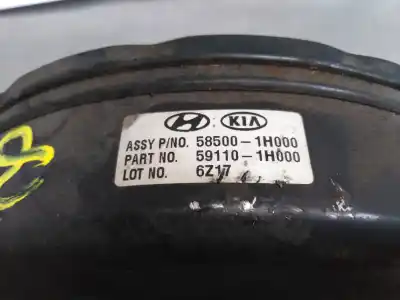 KIA
ASSY P/NO. 58500-1H000
PART NO. 59110-1H000
LOT NO. 6Z17